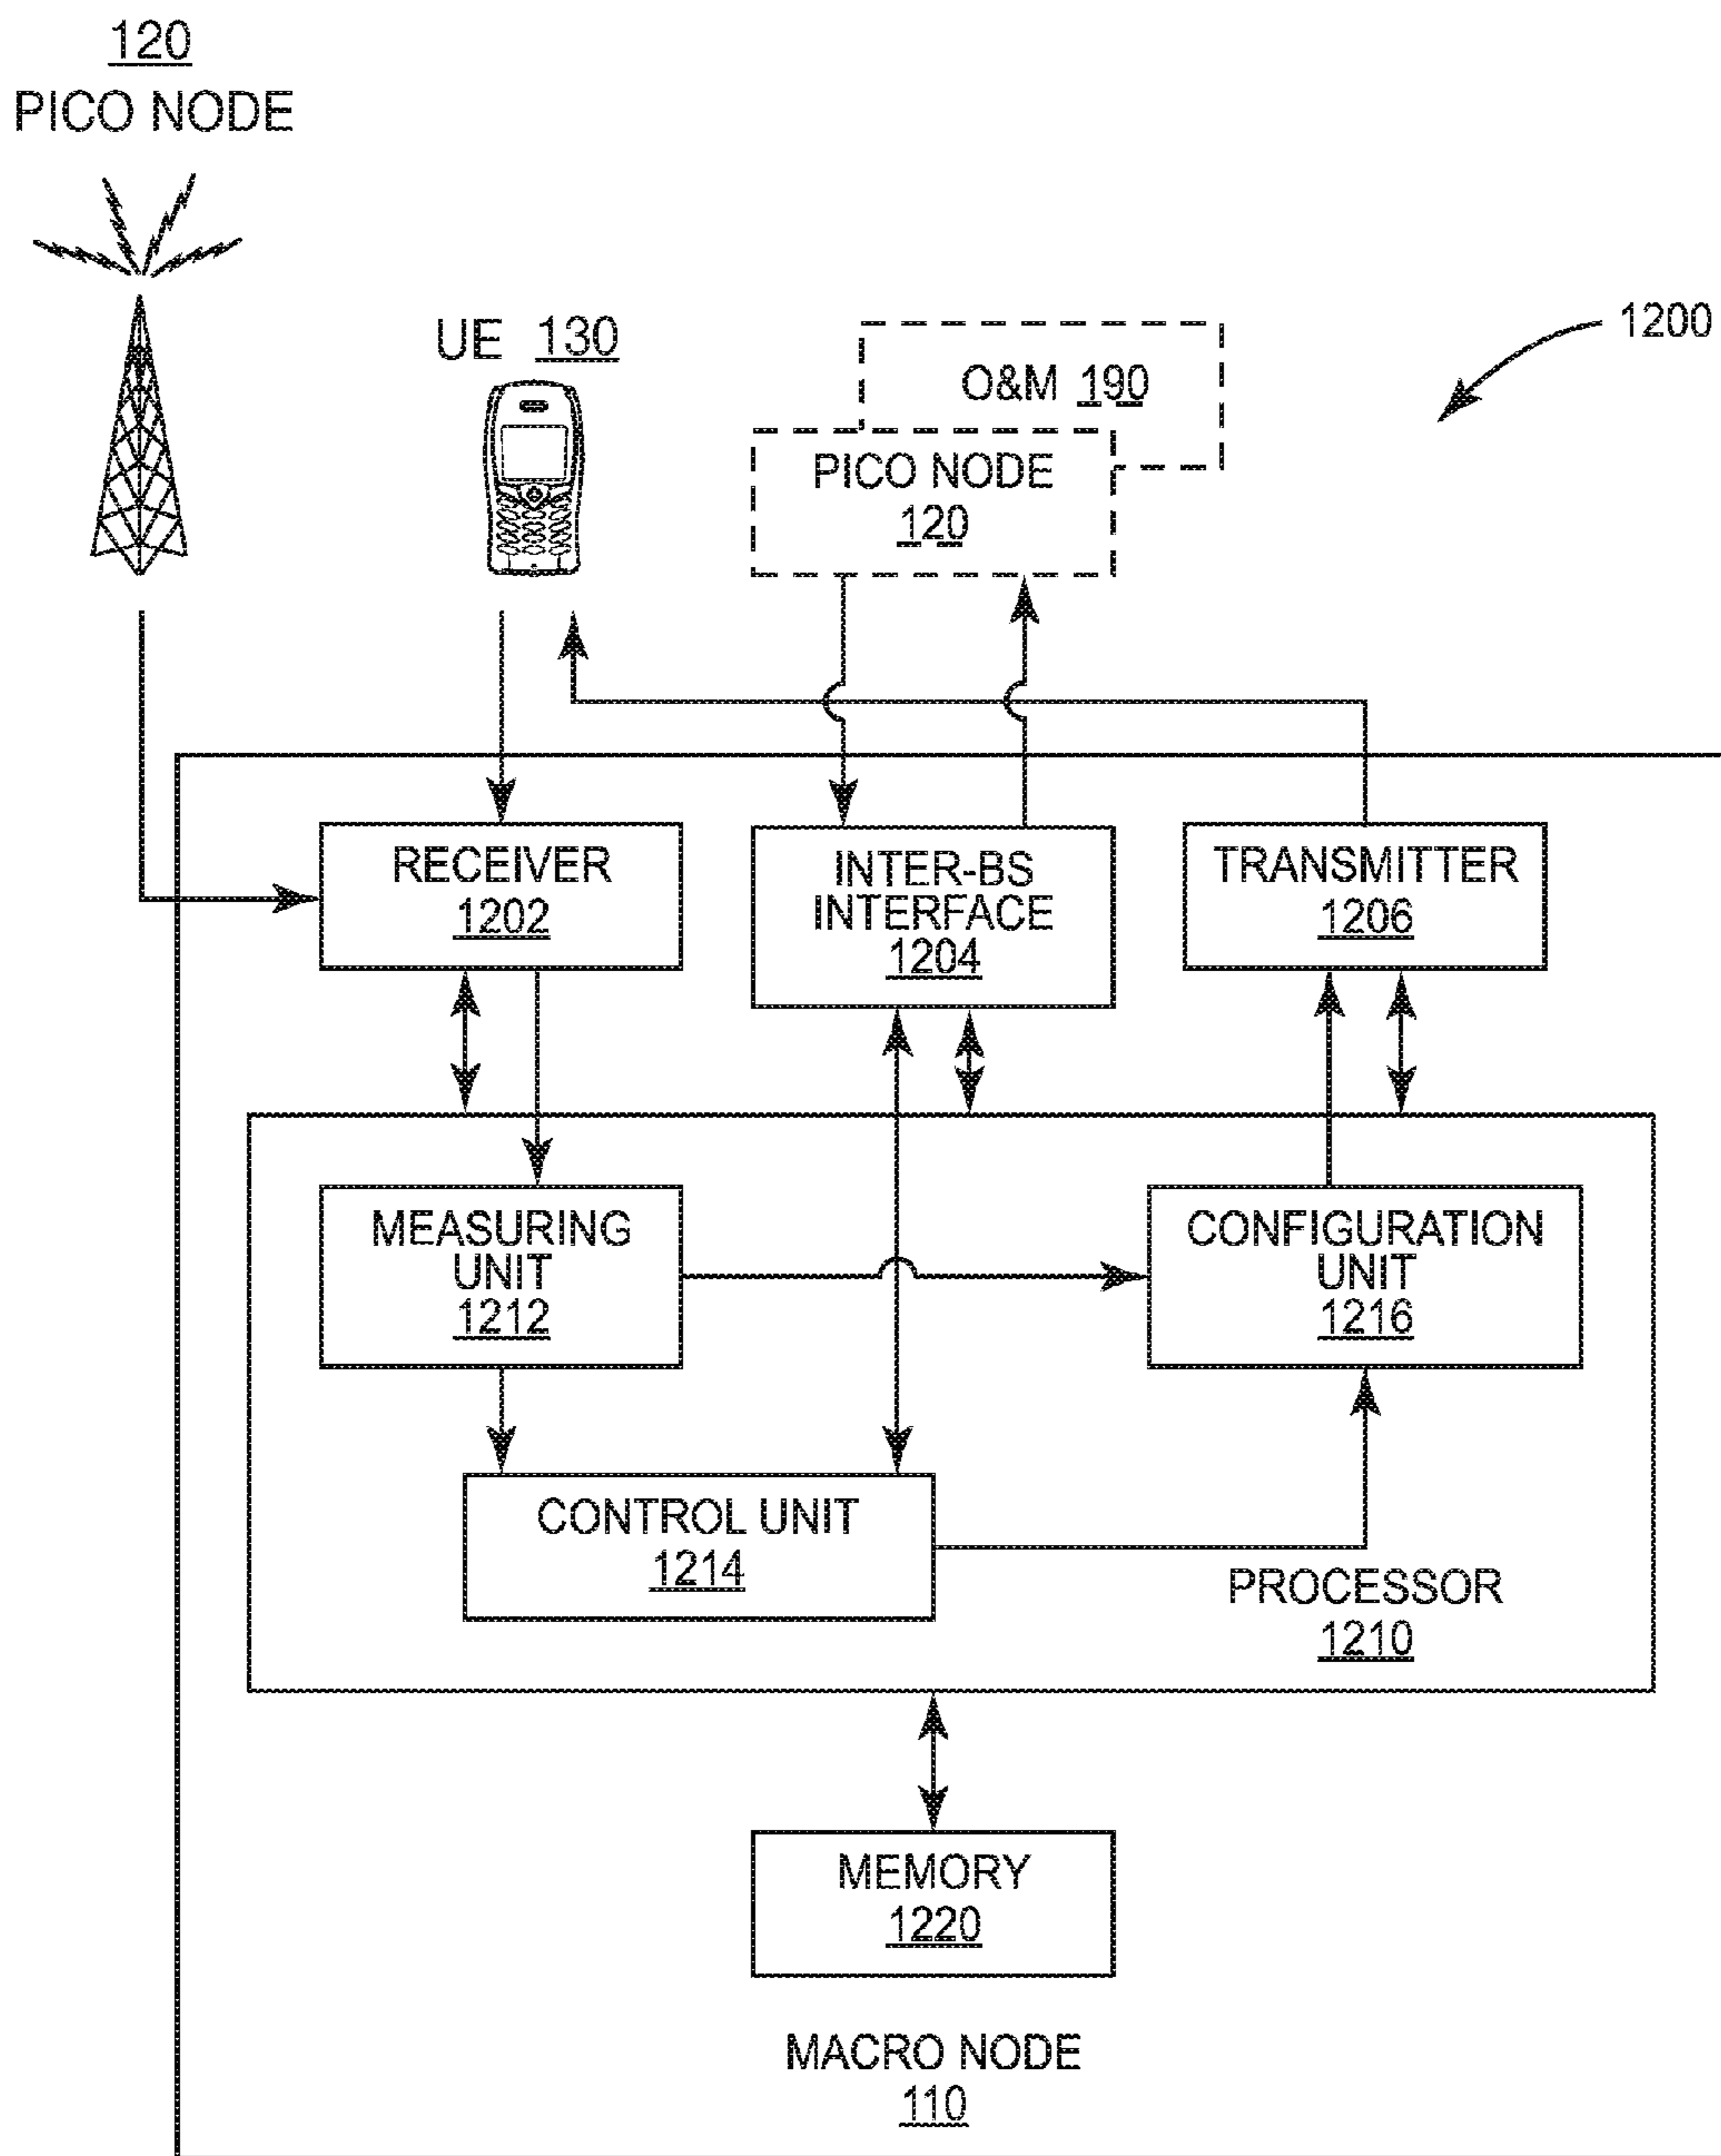 120
PICO NODE
UE 130
1200
O&M 190
PICO NODE
120
RECEIVER
1202
INTER-BS
INTERFACE
1204
TRANSMITTER
1206
MEASURING
UNIT
1212
CONFIGURATION
UNIT
1216
CONTROL UNIT
1214
PROCESSOR
1210
MEMORY
1220
MACRO NODE
110